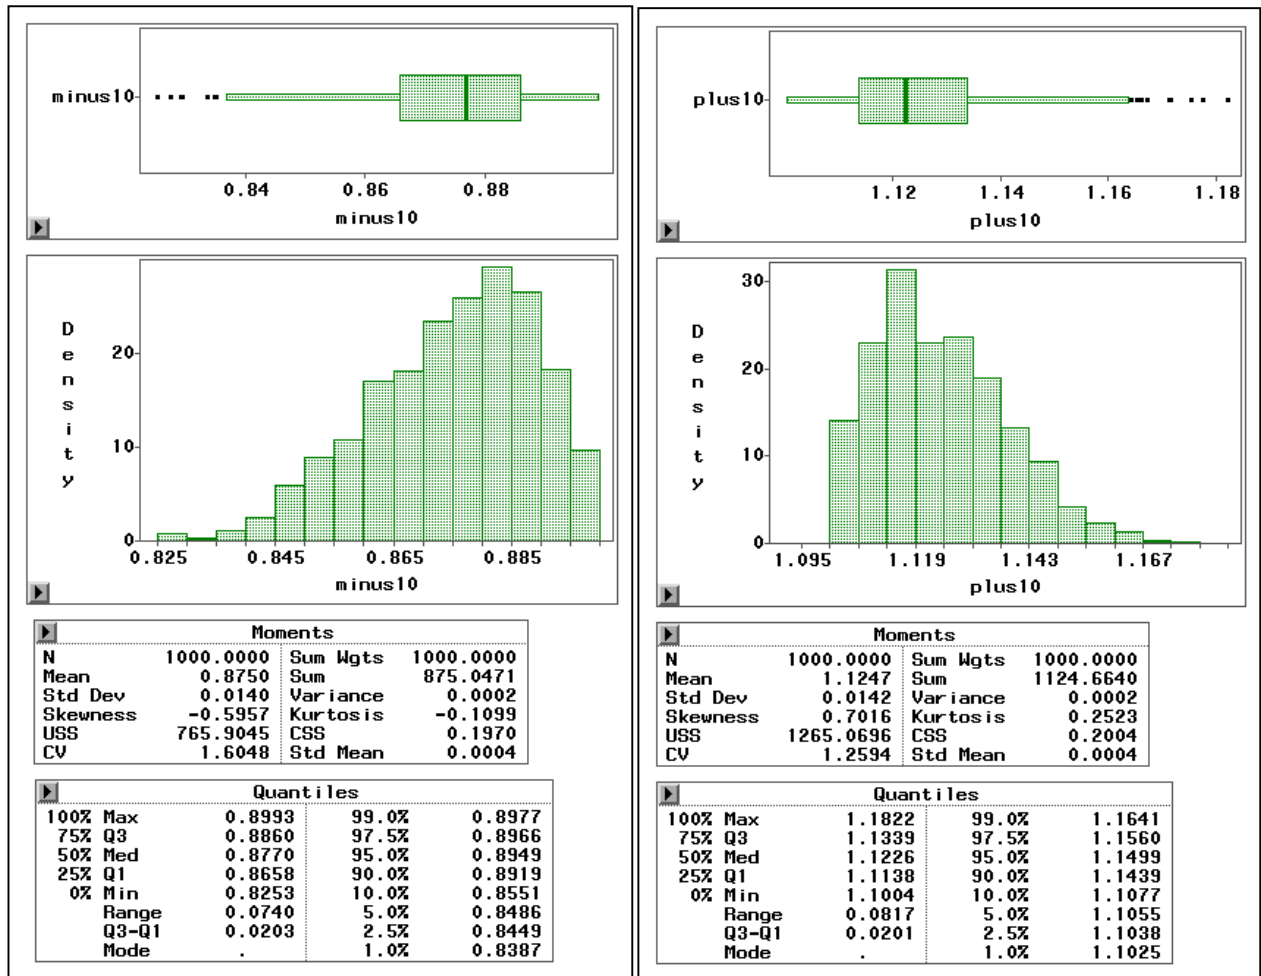 minus10
0.84 0.86 0.88
minus10
Density
20
10
0
0.825 0.845 0.865 0.885
minus10
Moments
N 1000.0000 Sum Wgts 1000.0000
Mean 0.8750 Sum 875.0471
Std Dev 0.0140 Variance 0.0002
Skewness -0.5957 Kurtosis -0.1099
USS 765.9045 CSS 0.1970
CV 1.6048 Std Mean 0.0004
Quantiles
100% Max 0.8993 99.0% 0.8977
75% Q3 0.8860 97.5% 0.8966
50% Med 0.8770 95.0% 0.8949
25% Q1 0.8658 90.0% 0.8919
0% Min 0.8253 10.0% 0.8551
Range 0.0740 5.0% 0.8486
Q3-Q1 0.0203 2.5% 0.8449
Mode . 1.0% 0.8387
plus10
1.12 1.14 1.16 1.18
plus10
Density
30
20
10
0
1.095 1.119 1.143 1.167
plus10
Moments
N 1000.0000 Sum Wgts 1000.0000
Mean 1.1247 Sum 1124.6640
Std Dev 0.0142 Variance 0.0002
Skewness 0.7016 Kurtosis 0.2523
USS 1265.0696 CSS 0.2004
CV 1.2594 Std Mean 0.0004
Quantiles
100% Max 1.1822 99.0% 1.1641
75% Q3 1.1339 97.5% 1.1560
50% Med 1.1226 95.0% 1.1499
25% Q1 1.1138 90.0% 1.1439
0% Min 1.1004 10.0% 1.1077
Range 0.0817 5.0% 1.1055
Q3-Q1 0.0201 2.5% 1.1038
Mode . 1.0% 1.1025